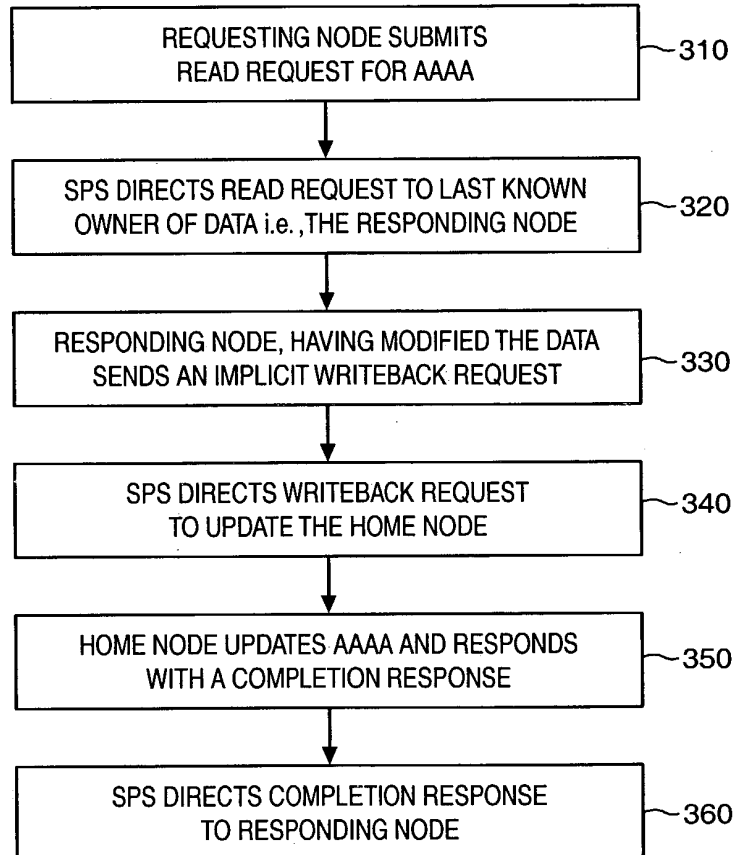 REQUESTING NODE SUBMITS
READ REQUEST FOR AAAA
310
SPS DIRECTS READ REQUEST TO LAST KNOWN
OWNER OF DATA i.e.,THE RESPONDING NODE
320
RESPONDING NODE, HAVING MODIFIED THE DATA
SENDS AN IMPLICIT WRITEBACK REQUEST
330
SPS DIRECTS WRITEBACK REQUEST
TO UPDATE THE HOME NODE
340
HOME NODE UPDATES AAAA AND RESPONDS
WITH A COMPLETION RESPONSE
350
SPS DIRECTS COMPLETION RESPONSE
TO RESPONDING NODE
360